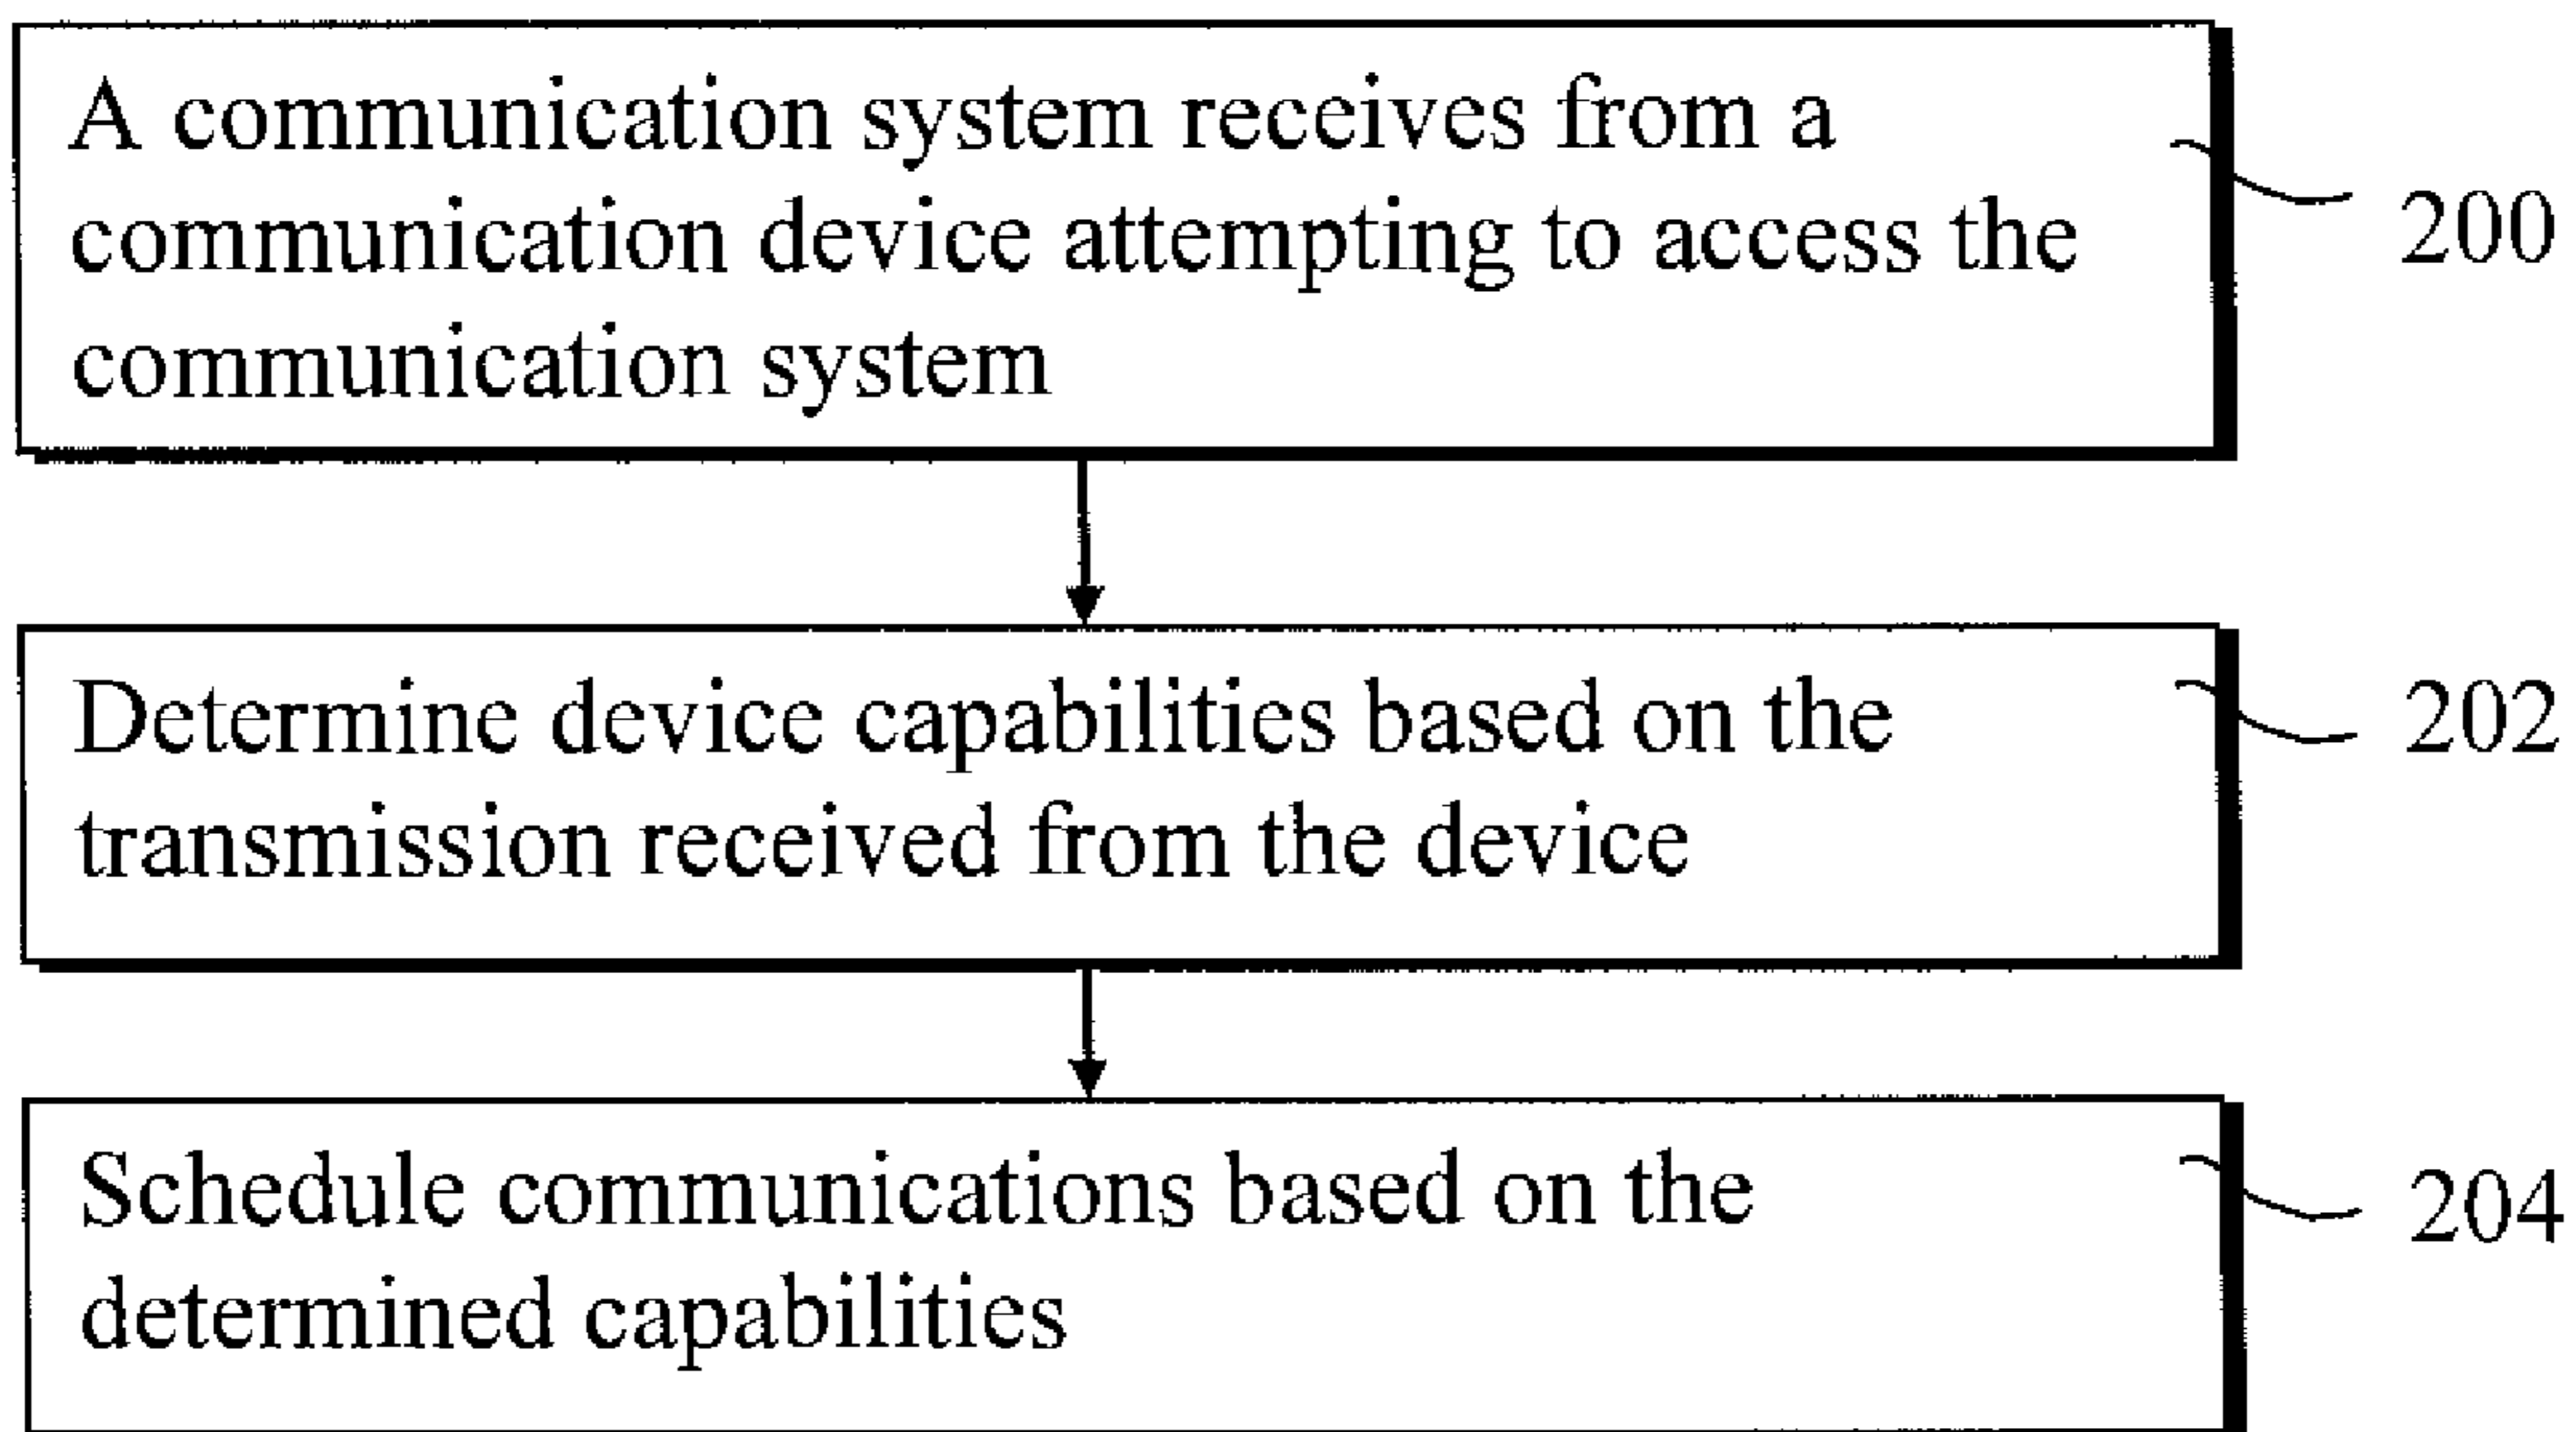 A communication system receives from a
communication device attempting to access the
communication system
200
Determine device capabilities based on the
transmission received from the device
202
Schedule communications based on the
determined capabilities
204